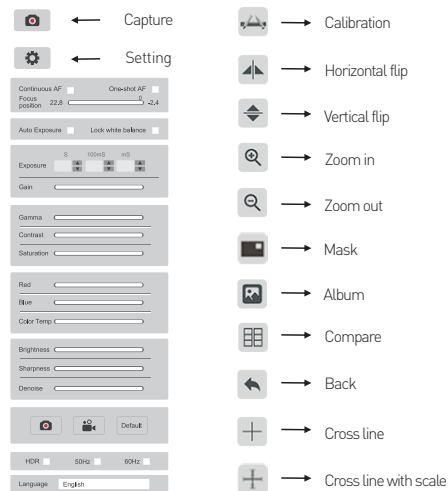 Capture
Setting
Continuous AF One-shot AF
Focus position 22,8 0 -2,4
Auto Exposure Lock white balance
S 100mS mS
Exposure
Gain
Gamma
Contrast
Saturation
Red
Blue
Color Temp
Brightness
Sharpness
Denoise
Default
HDR 50Hz 60Hz
Language English
Calibration
Horizontal flip
Vertical flip
Zoom in
Zoom out
Mask
Album
Compare
Back
Cross line
Cross line with scale